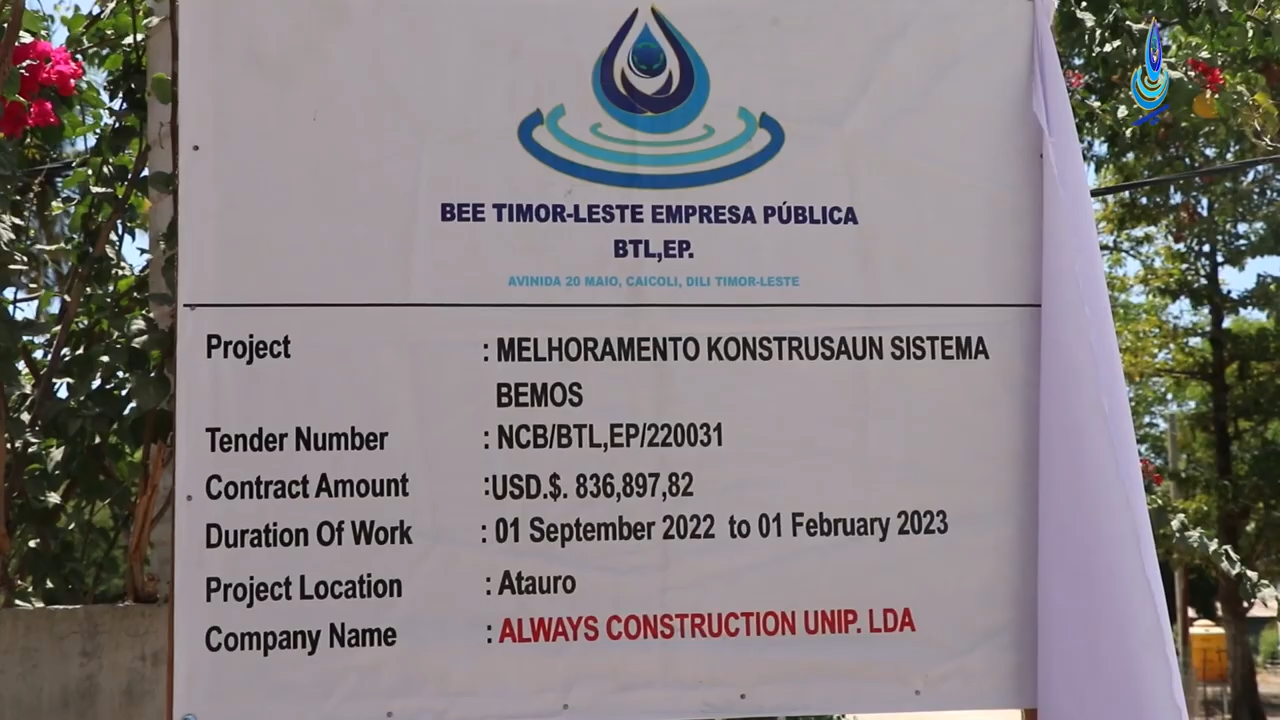 BEE TIMOR-LESTE EMPRESA PÚBLICA
BTL,EP.
AVINIDA 20 MAIO, CAICOLI, DILI TIMOR-LESTE
Project : MELHORAMENTO KONSTRUSAUN SISTEMA
BEMOS
Tender Number : NCB/BTL,EP/220031
Contract Amount :USD.$. 836,897,82
Duration Of Work : 01 September 2022 to 01 February 2023
Project Location : Atauro
Company Name : ALWAYS CONSTRUCTION UNIP. LDA